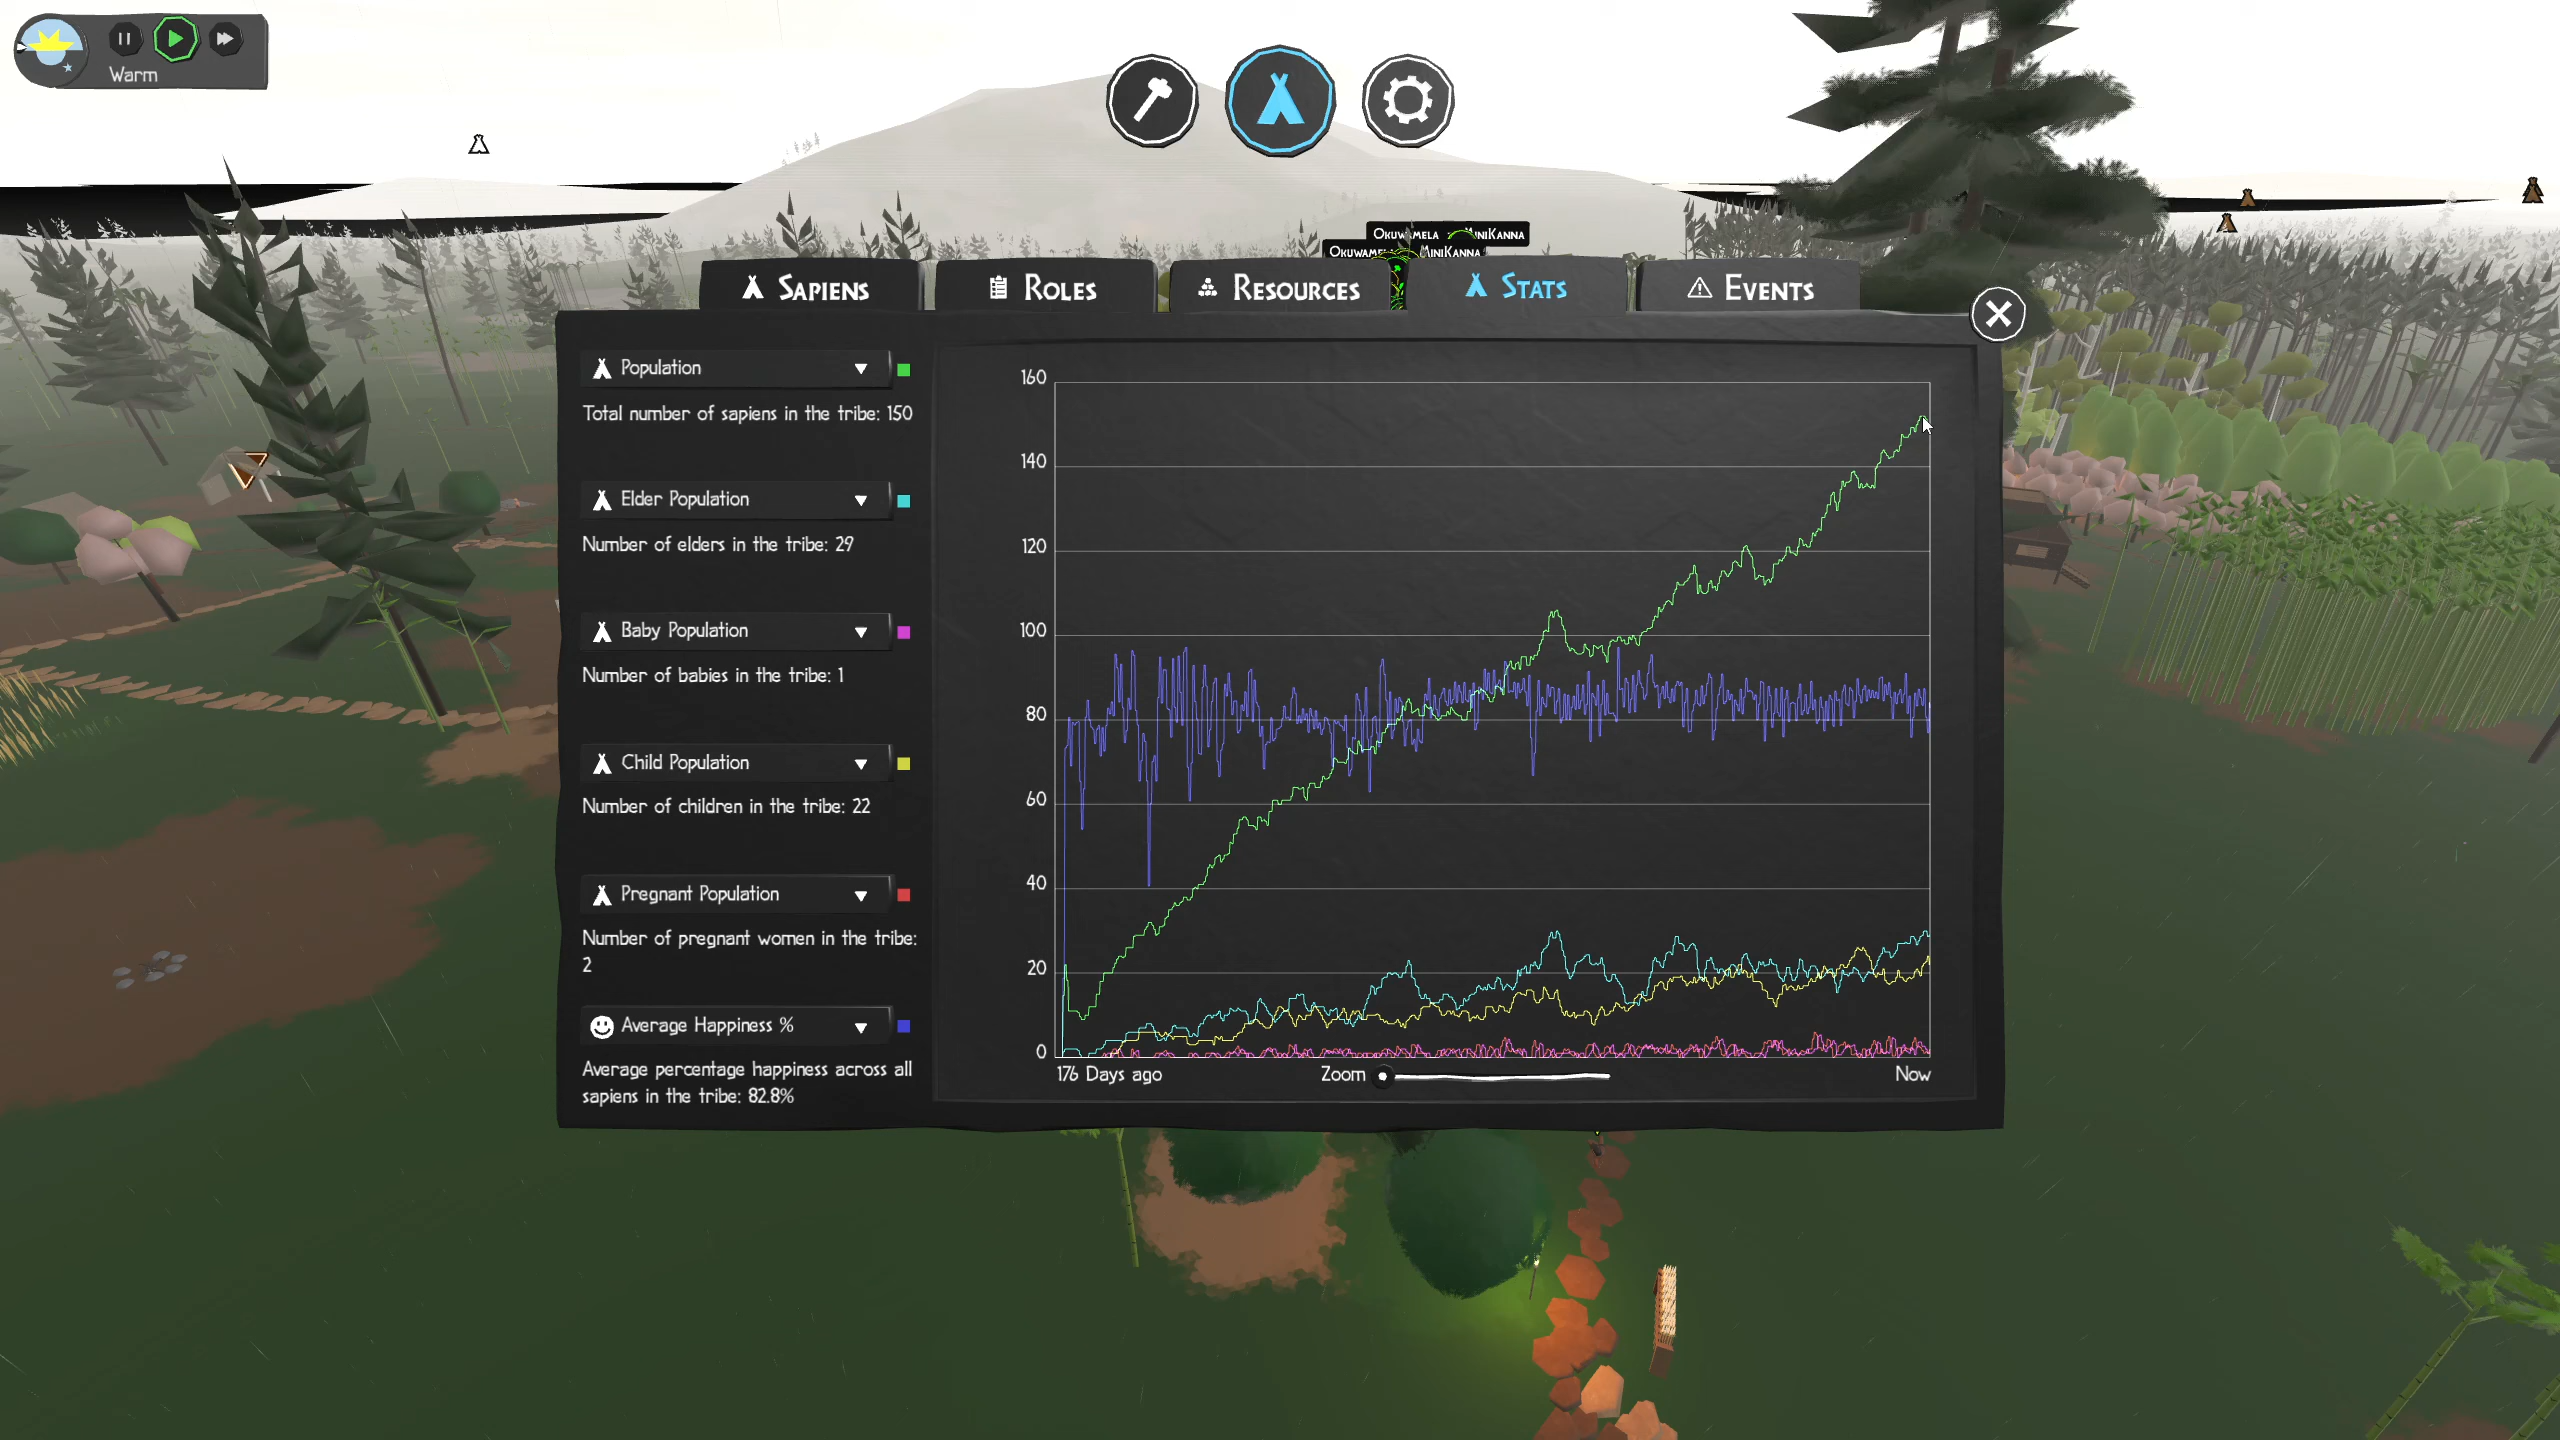 Warm
OKUWAMELA MINIKANNA
MINIKANNA
SAPIENS
ROLES
RESOURCES
STATS
EVENTS
Population
Total number of sapiens in the tribe: 150
Elder Population
Number of elders in the tribe: 29
Baby Population
Number of babies in the tribe: 1
Child Population
Number of children in the tribe: 22
Pregnant Population
Number of pregnant women in the tribe:
2
Average Happiness %
Average percentage happiness across all
sapiens in the tribe: 82.8%
160
140
120
100
80
60
40
20
0
176 Days ago
Zoom
Now